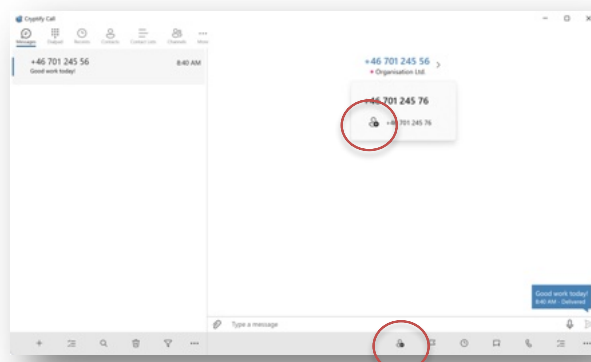 Cryptify Call
Messages Dialpad Recents Contacts Contact Lists Channels More
+46 701 245 56 8:40 AM
Good work today!
+46 701 245 56
Organisation Ltd.
+46 701 245 76
+46 701 245 76
Good work today!
8:40 AM - Delivered
Type a message